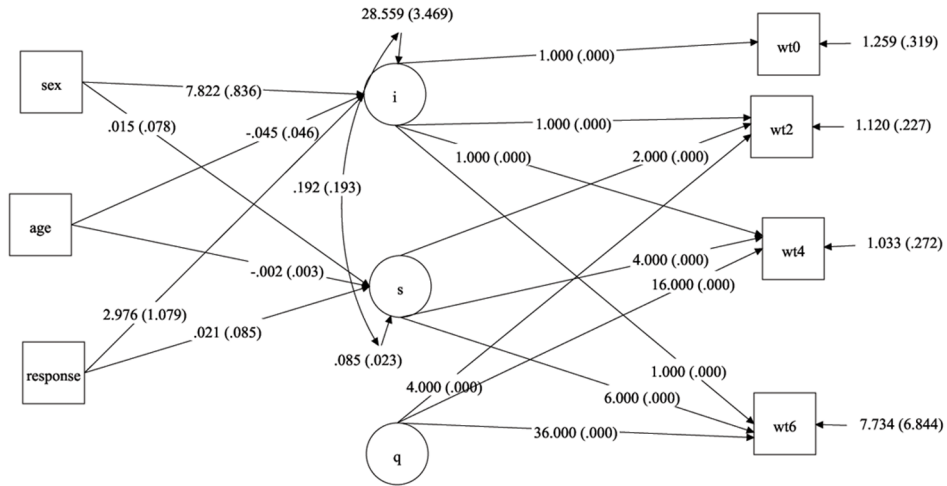 28.559 (3.469)
1.000 (.000)
wt0
1.259 (.319)
sex
7.822 (.836)
i
.015 (.078)
-.045 (.046)
1.000 (.000)
wt2
1.120 (.227)
1.000 (.000)
2.000 (.000)
.192 (.193)
age
wt4
1.033 (.272)
-.002 (.003)
s
4.000 (.000)
16.000 (.000)
2.976 (1.079)
.021 (.085)
.085 (.023)
response
4.000 (.000)
1.000 (.000)
6.000 (.000)
wt6
7.734 (6.844)
36.000 (.000)
q